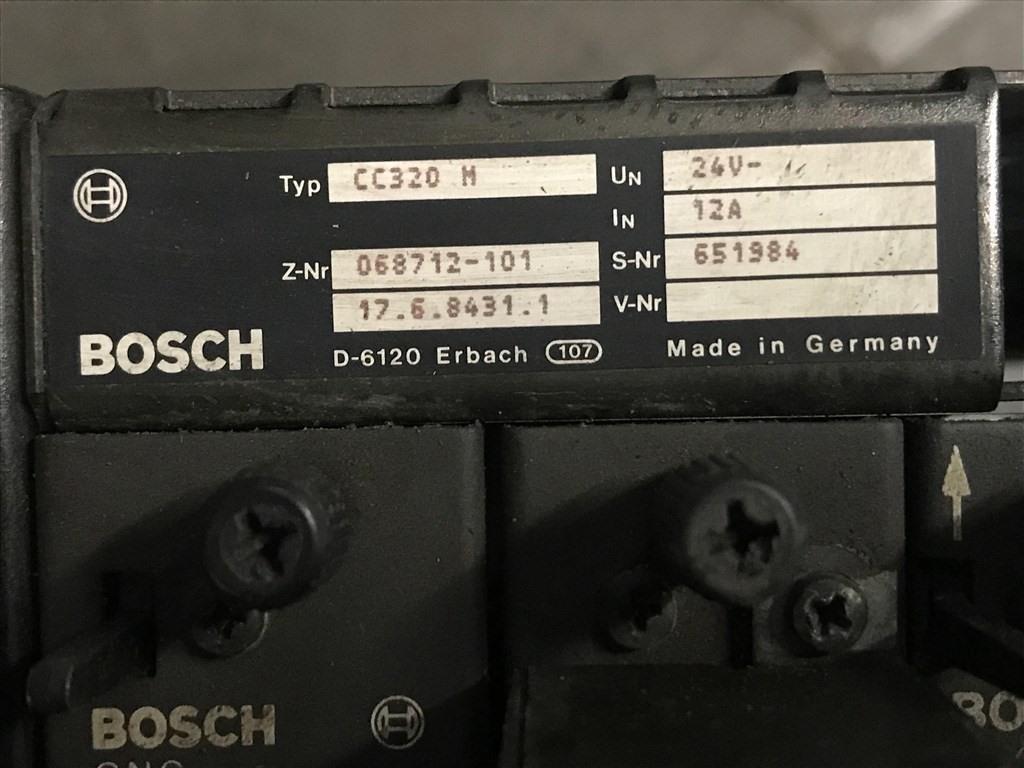 Typ CC320 M
UN 24V-
IN 12A
Z-Nr 068712-101
S-Nr 651984
17.6.8431.1
V-Nr
BOSCH
D-6120 Erbach 107
Made in Germany
BOSCH
BO